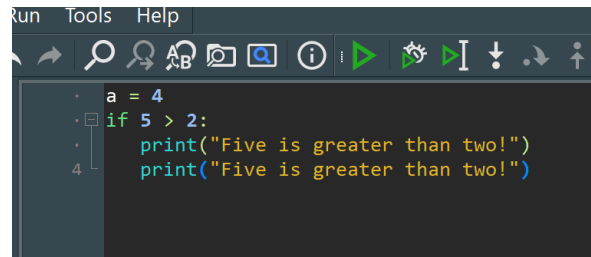 Run Tools Help
a = 4
if 5 > 2:
print("Five is greater than two!")
4 print("Five is greater than two!")